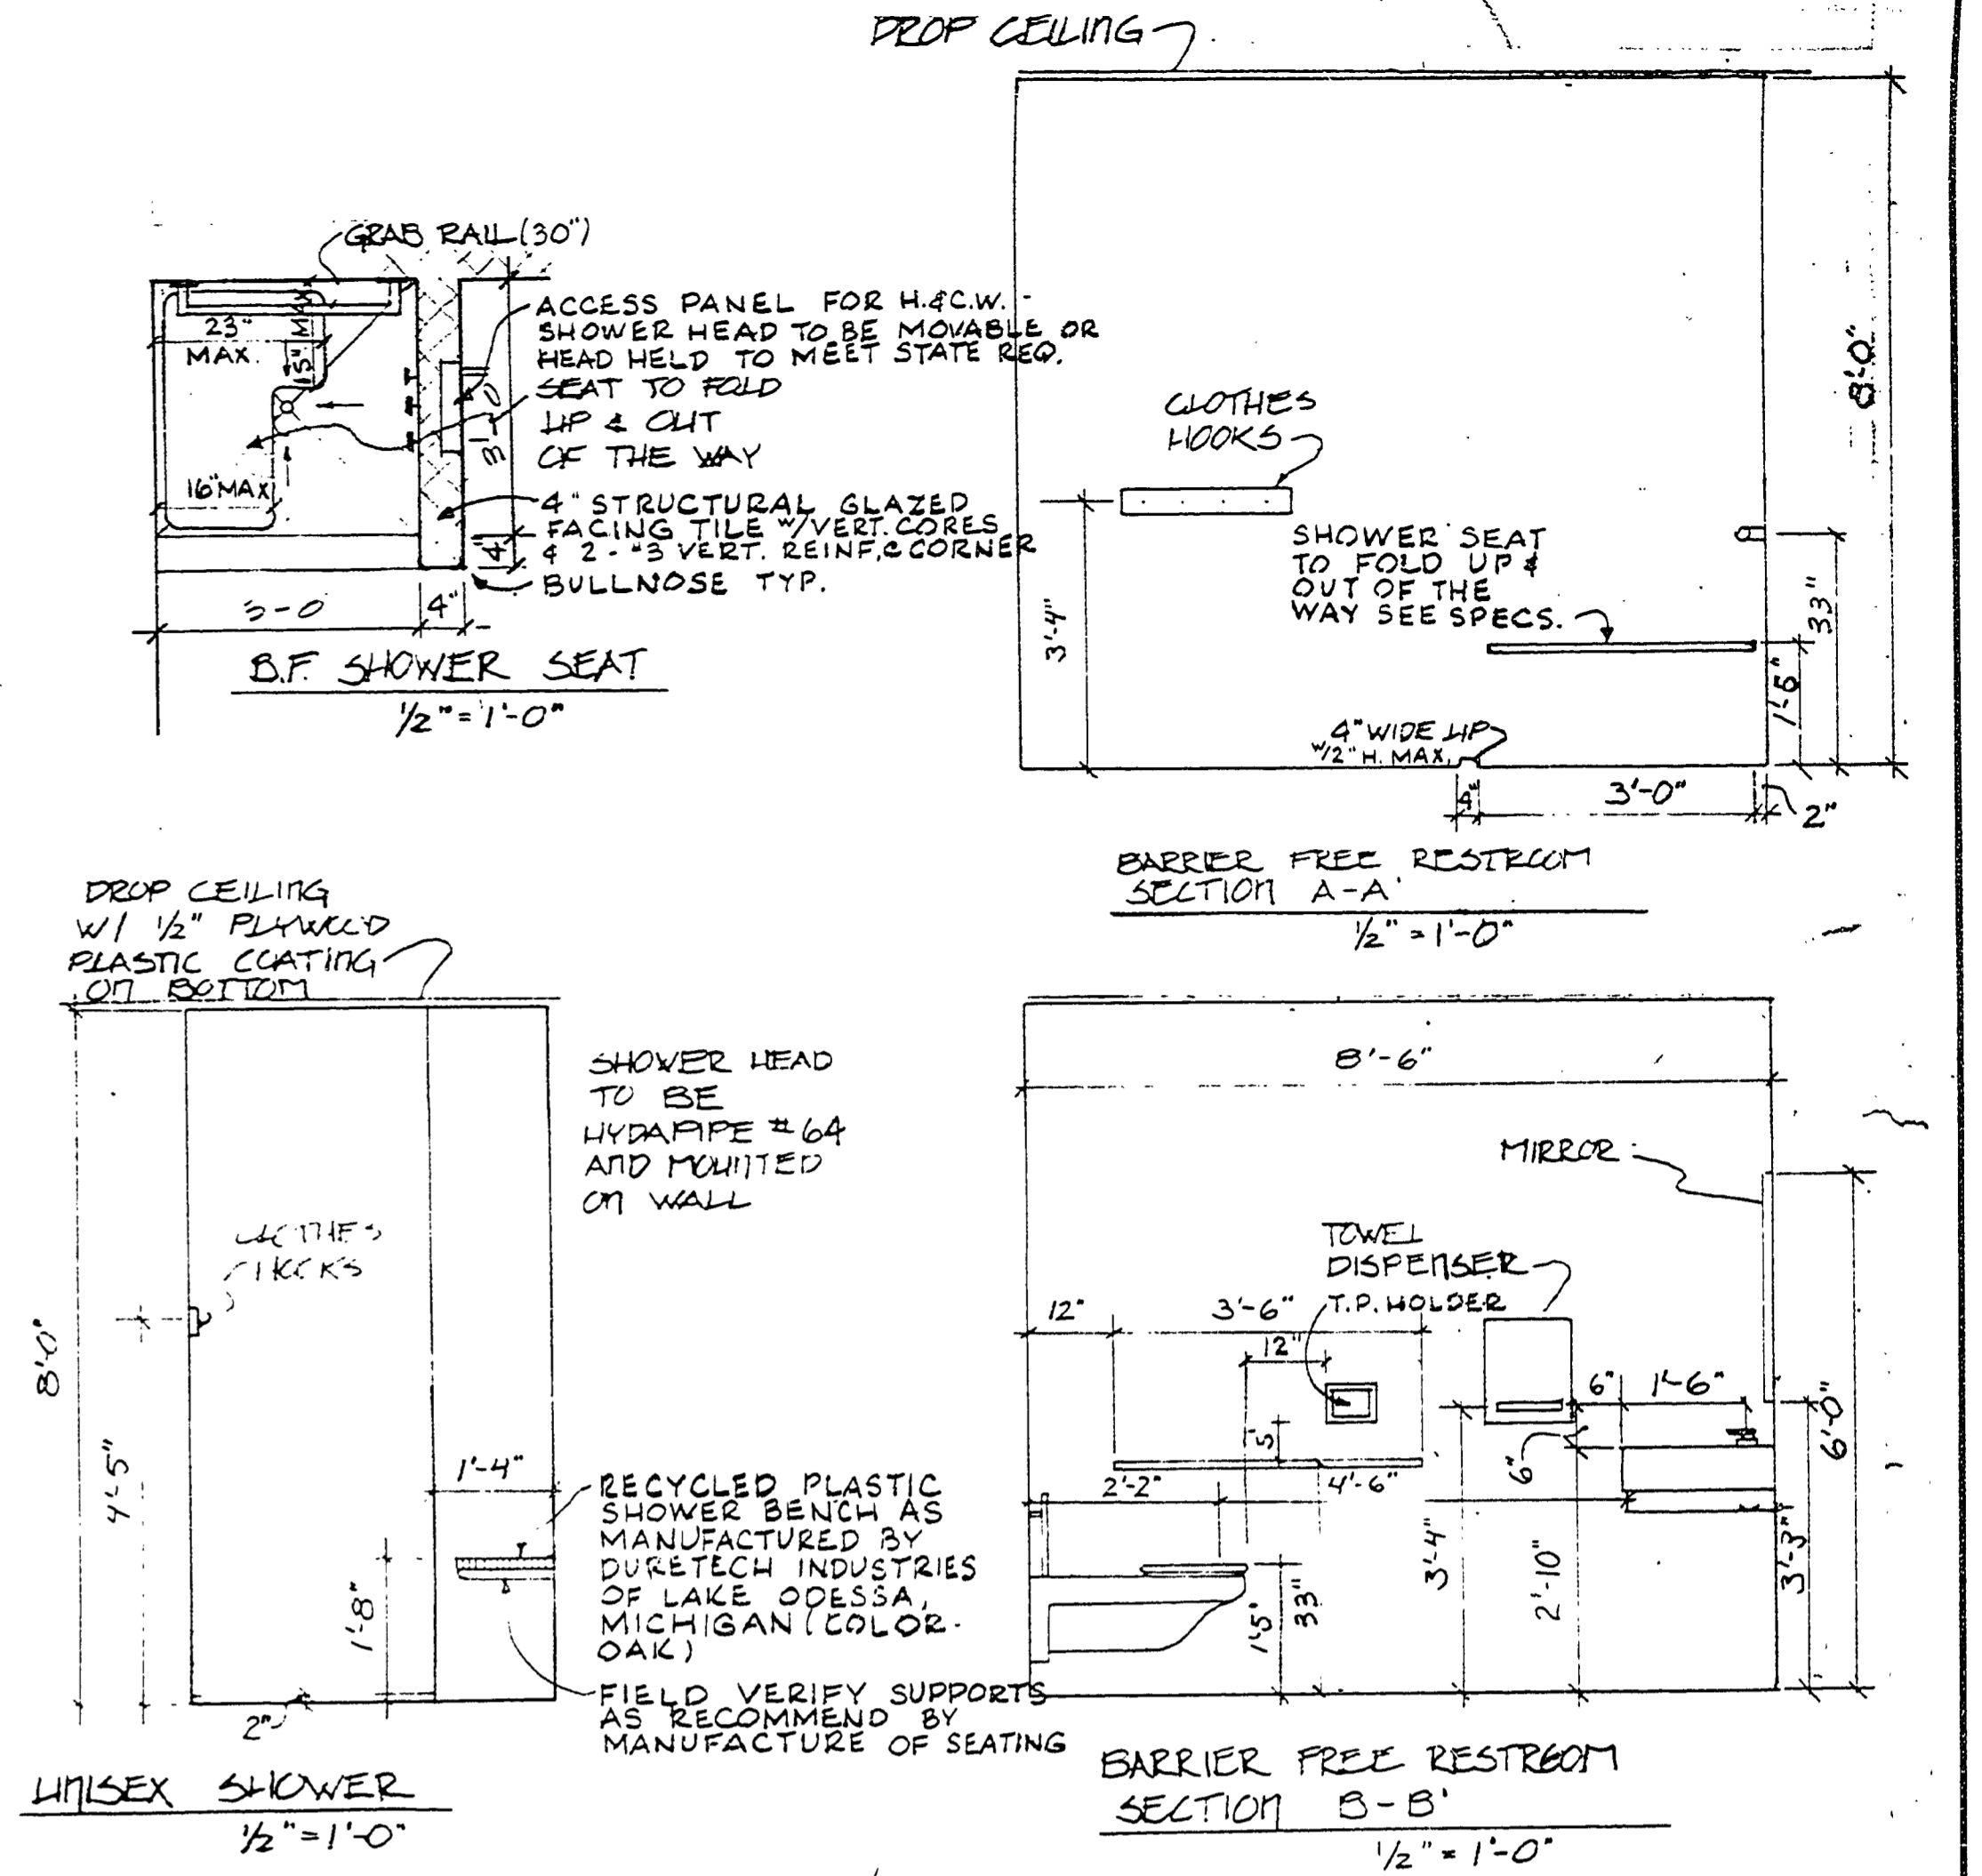 DROP CEILING
GRAB RAIL (30")
23"
MAX.
15" MAX.
16" MAX
ACCESS PANEL FOR H.&C.W. -
SHOWER HEAD TO BE MOVABLE OR
HEAD HELD TO MEET STATE REQ.
SEAT TO FOLD
UP & OUT
OF THE WAY
3'-0
4" STRUCTURAL GLAZED
FACING TILE W/VERT. CORES
& 2 - #3 VERT. REINF, @ CORNER
BULLNOSE TYP.
4"
3-0
4"
B.F. SHOWER SEAT
1/2" = 1'-0"
CLOTHES
HOOKS
3'-4"
SHOWER SEAT
TO FOLD UP &
OUT OF THE
WAY SEE SPECS.
8'-0"
33"
4" WIDE LIP
W/2" H. MAX.
4"
3'-0"
2"
BARRIER FREE RESTROOM
SECTION A-A'
1/2" = 1'-0"
DROP CEILING
W/ 1/2" PLYWOOD
PLASTIC COATING
ON BOTTOM
SHOWER HEAD
TO BE
HYDAPIPE #64
AND MOUNTED
ON WALL
8'-0"
4'-5"
1'-4"
1'-8"
2"
RECYCLED PLASTIC
SHOWER BENCH AS
MANUFACTURED BY
DURETECH INDUSTRIES
OF LAKE ODESSA,
MICHIGAN (COLOR-
OAK)
FIELD VERIFY SUPPORTS
AS RECOMMEND BY
MANUFACTURE OF SEATING
UNISEX SHOWER
1/2" = 1'-0"
8'-6"
MIRROR
TOWEL
DISPENSER
T.P. HOLDER
12"
3'-6"
12"
6"
1'-6"
2'-2"
4'-6"
6"
6'-0"
1'-5"
33"
3'-4"
2'-10"
3'-3"
BARRIER FREE RESTROOM
SECTION B-B'
1/2" = 1'-0"